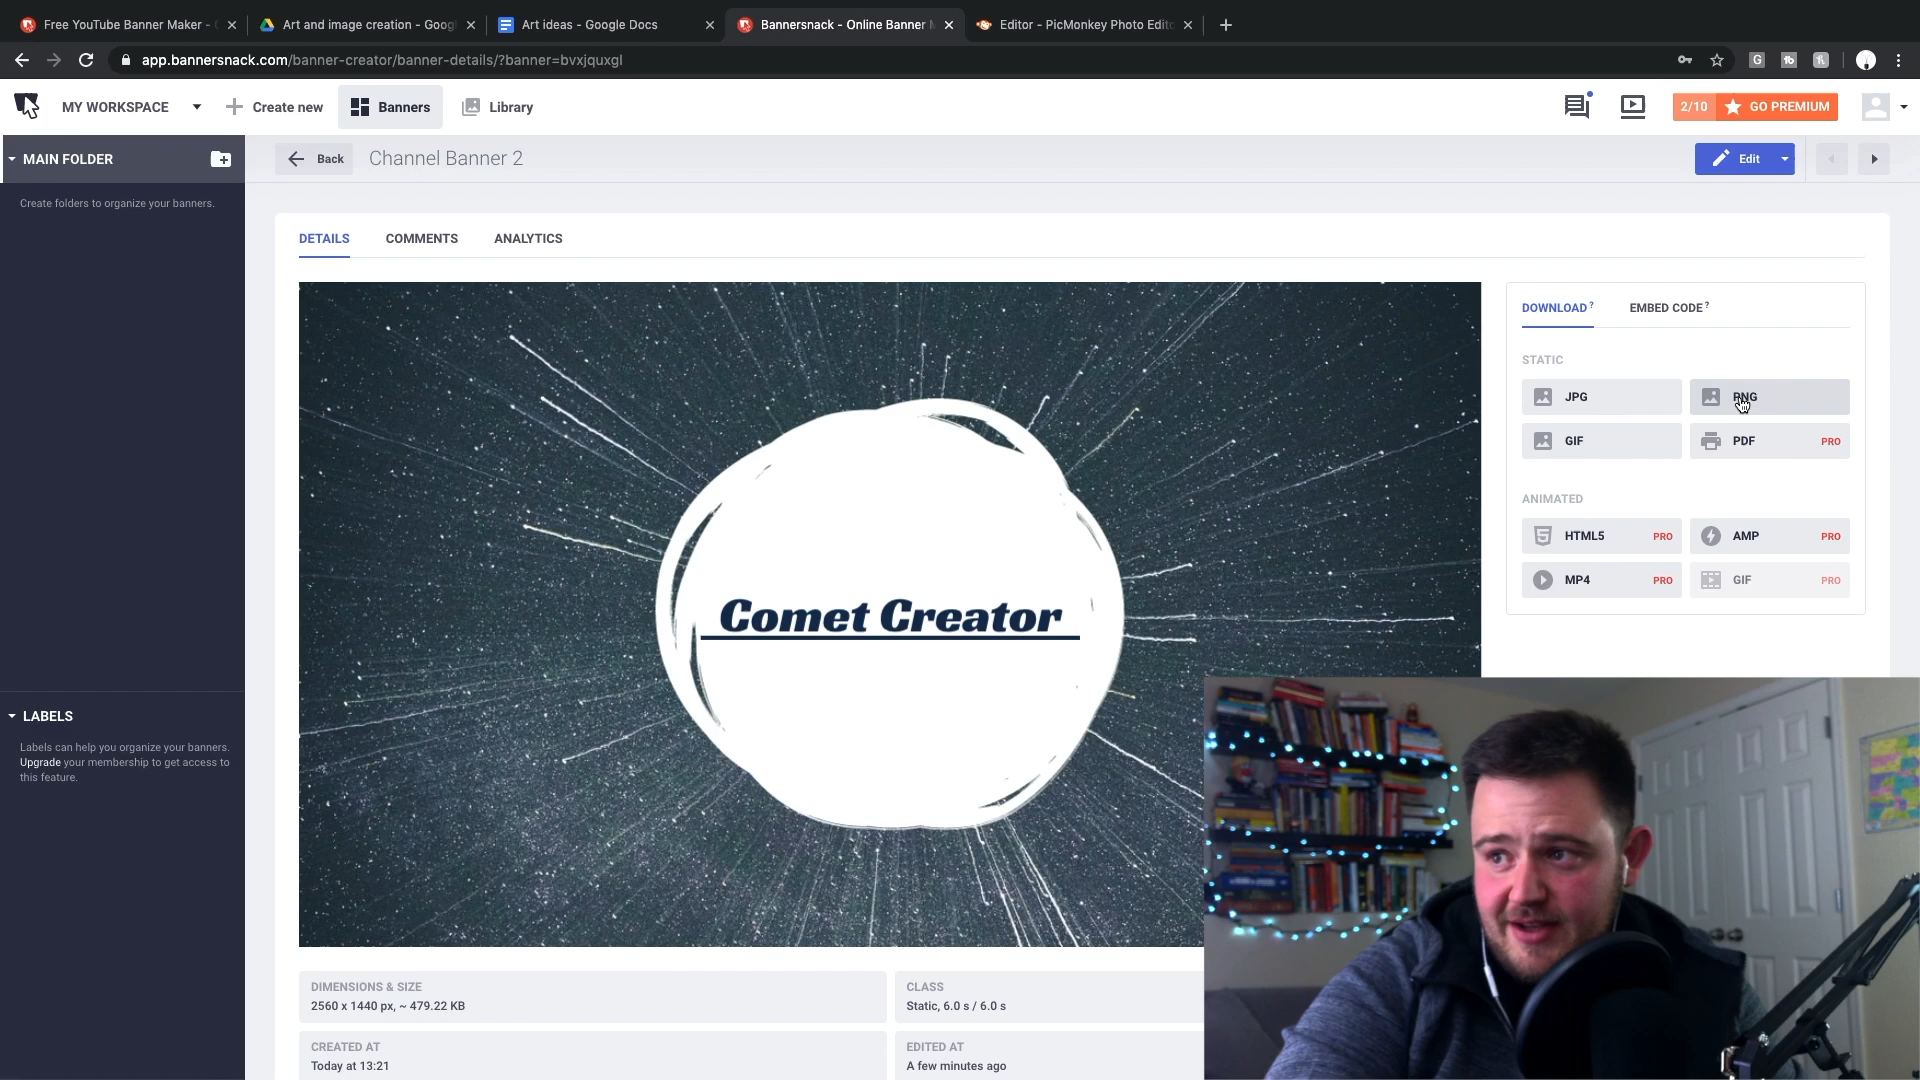 Free YouTube Banner Maker -
Art and image creation - Goog
Art ideas - Google Docs
Bannersnack - Online Banner M
Editor - PicMonkey Photo Edito
app.bannersnack.com/banner-creator/banner-details/?banner=bvxjquxgl
MY WORKSPACE
Create new
Banners
Library
2/10
GO PREMIUM
MAIN FOLDER
Back
Channel Banner 2
Edit
Create folders to organize your banners.
DETAILS
COMMENTS
ANALYTICS
DOWNLOAD ?
EMBED CODE ?
STATIC
JPG
PNG
GIF
PDF PRO
ANIMATED
HTML5 PRO
AMP PRO
MP4 PRO
GIF PRO
Comet Creator
LABELS
Labels can help you organize your banners.
Upgrade your membership to get access to
this feature.
DIMENSIONS & SIZE
2560 x 1440 px, ~ 479.22 KB
CLASS
Static, 6.0 s / 6.0 s
CREATED AT
Today at 13:21
EDITED AT
A few minutes ago